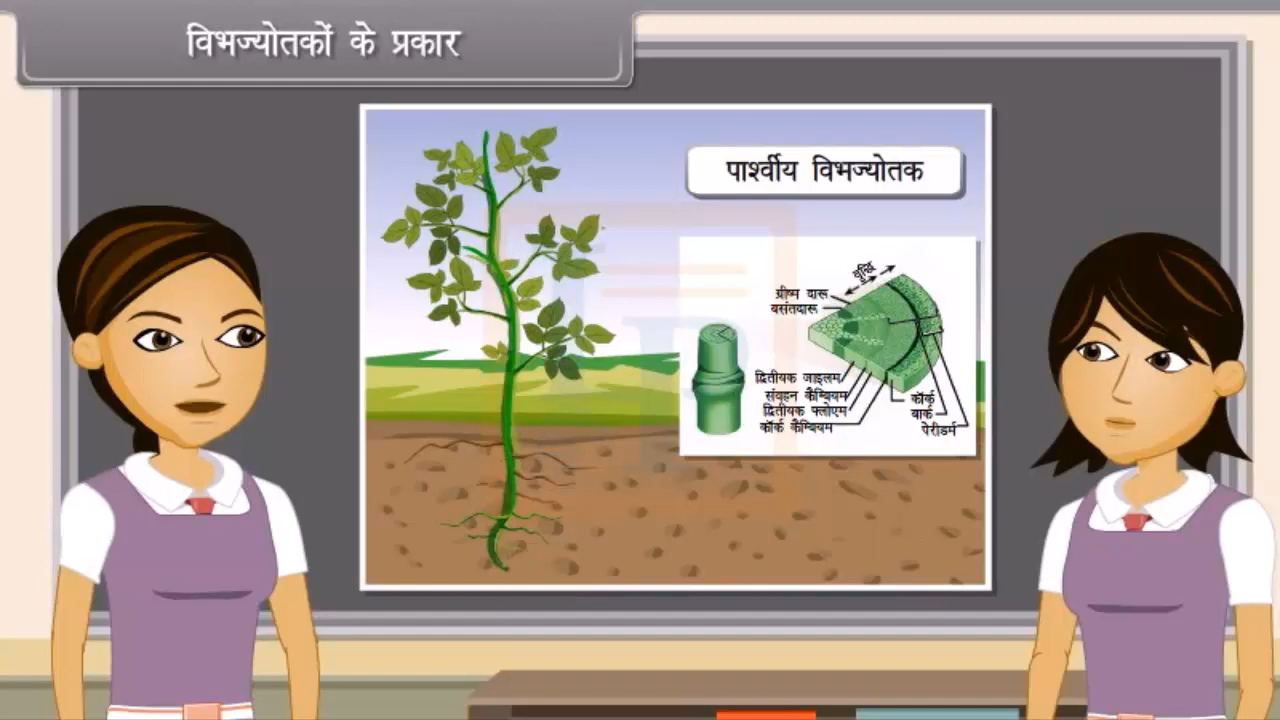 विभज्योतकों के प्रकार
पार्श्वीय विभज्योतक
वृद्धि
ग्रीष्म दारू
बसंतदारू
द्वितीयक जाइलम
संवहन कैम्बियम
द्वितीयक फ्लोएम
कॉर्क कैम्बियम
कॉर्क
वार्क
पेरीडर्म